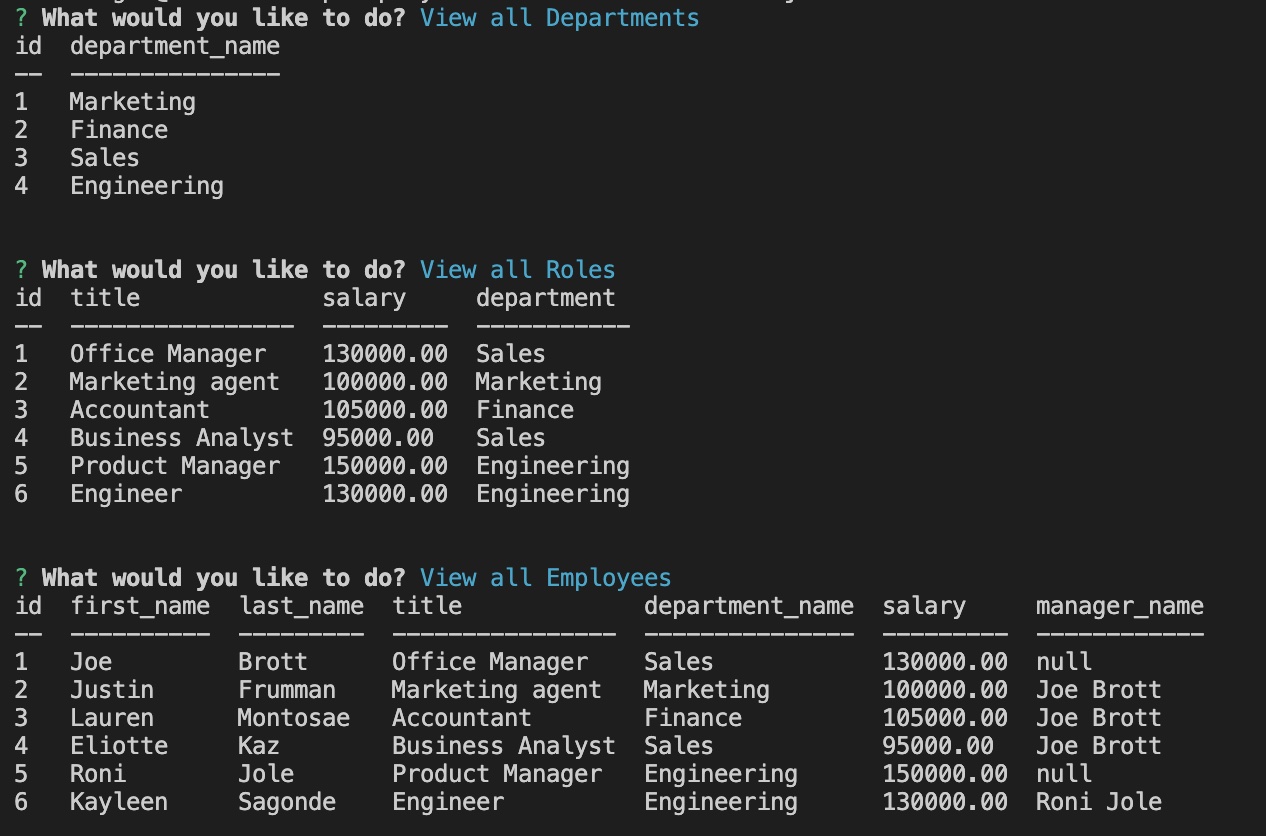 ? What would you like to do? View all Departments
id  department_name
--  ---------------
1   Marketing
2   Finance
3   Sales
4   Engineering
? What would you like to do? View all Roles
id  title             salary     department
--  ----------------  ---------  -----------
1   Office Manager    130000.00  Sales
2   Marketing agent   100000.00  Marketing
3   Accountant        105000.00  Finance
4   Business Analyst  95000.00   Sales
5   Product Manager   150000.00  Engineering
6   Engineer          130000.00  Engineering
? What would you like to do? View all Employees
id  first_name  last_name  title             department_name  salary     manager_name
--  ----------  ---------  ----------------  ---------------  ---------  ------------
1   Joe         Brott      Office Manager    Sales            130000.00  null
2   Justin      Frumman    Marketing agent   Marketing        100000.00  Joe Brott
3   Lauren      Montosae   Accountant        Finance          105000.00  Joe Brott
4   Eliotte     Kaz        Business Analyst  Sales            95000.00   Joe Brott
5   Roni        Jole       Product Manager   Engineering      150000.00  null
6   Kayleen     Sagonde    Engineer          Engineering      130000.00  Roni Jole